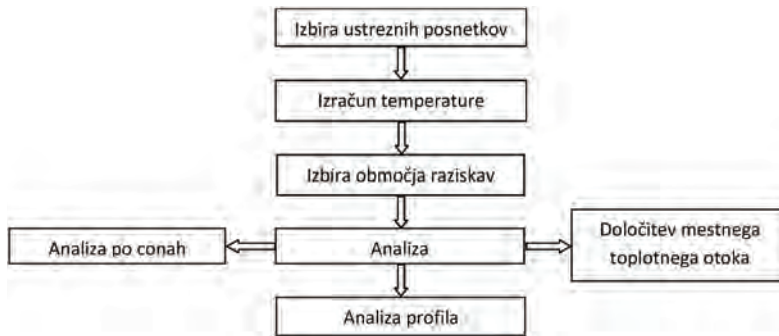 Izbira ustreznih posnetkov
Izračun temperature
Izbira območja raziskav
Analiza po conah
Analiza
Določitev mestnega
toplotnega otoka
Analiza profila